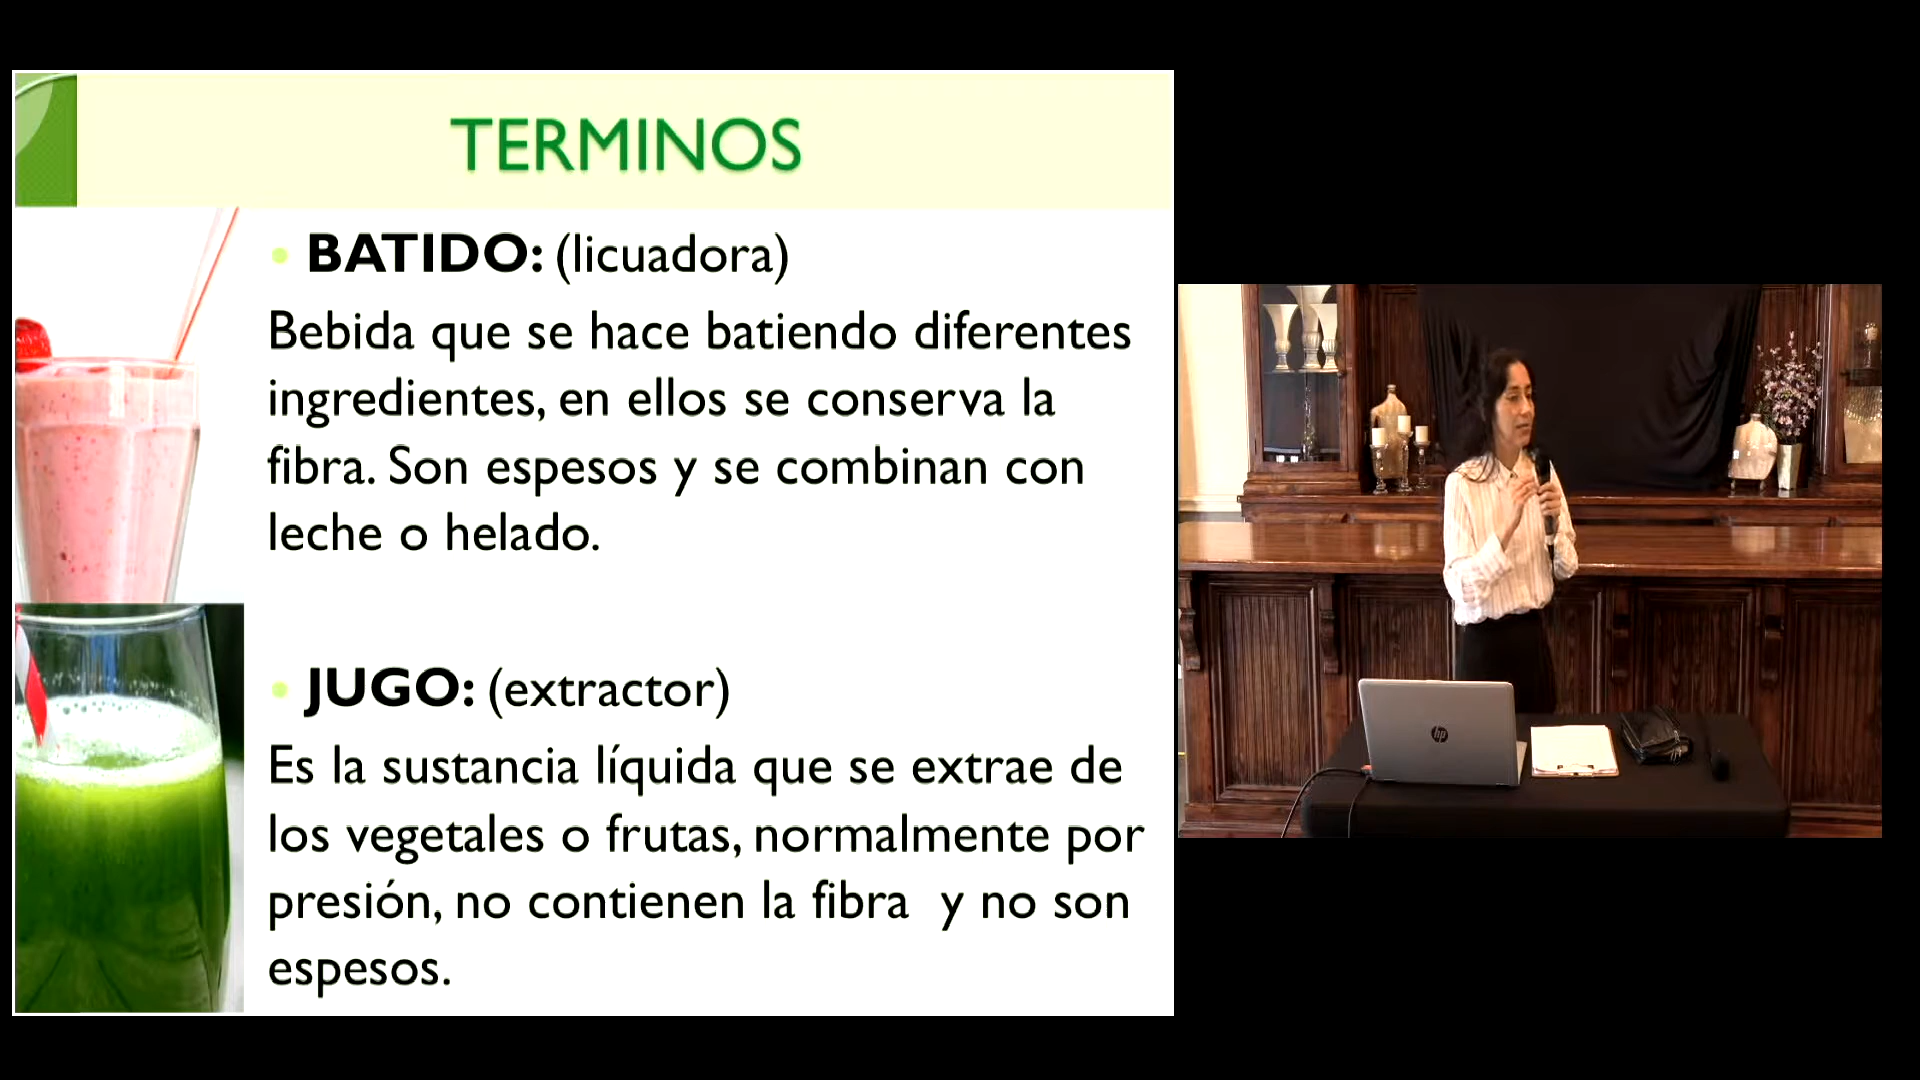 TERMINOS
• BATIDO: (licuadora)
Bebida que se hace batiendo diferentes
ingredientes, en ellos se conserva la
fibra. Son espesos y se combinan con
leche o helado.
• JUGO: (extractor)
Es la sustancia líquida que se extrae de
los vegetales o frutas, normalmente por
presión, no contienen la fibra  y no son
espesos.
hp